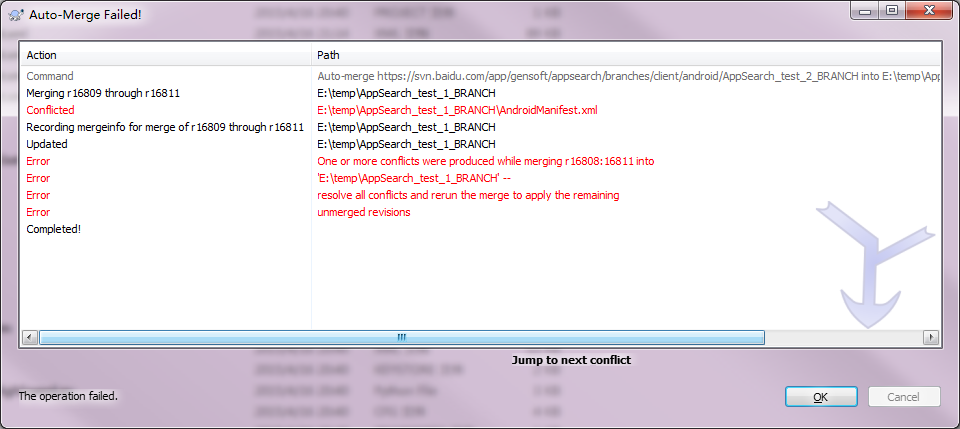 Auto-Merge Failed!
Action Path
Command Auto-merge https://svn.baidu.com/app/gensoft/appsearch/branches/client/android/AppSearch_test_2_BRANCH into E:\temp\App
Merging r16809 through r16811 E:\temp\AppSearch_test_1_BRANCH
Conflicted E:\temp\AppSearch_test_1_BRANCH\AndroidManifest.xml
Recording mergeinfo for merge of r16809 through r16811 E:\temp\AppSearch_test_1_BRANCH
Updated E:\temp\AppSearch_test_1_BRANCH
Error One or more conflicts were produced while merging r16808:16811 into
Error 'E:\temp\AppSearch_test_1_BRANCH' --
Error resolve all conflicts and rerun the merge to apply the remaining
Error unmerged revisions
Completed!
Jump to next conflict
The operation failed.
OK Cancel